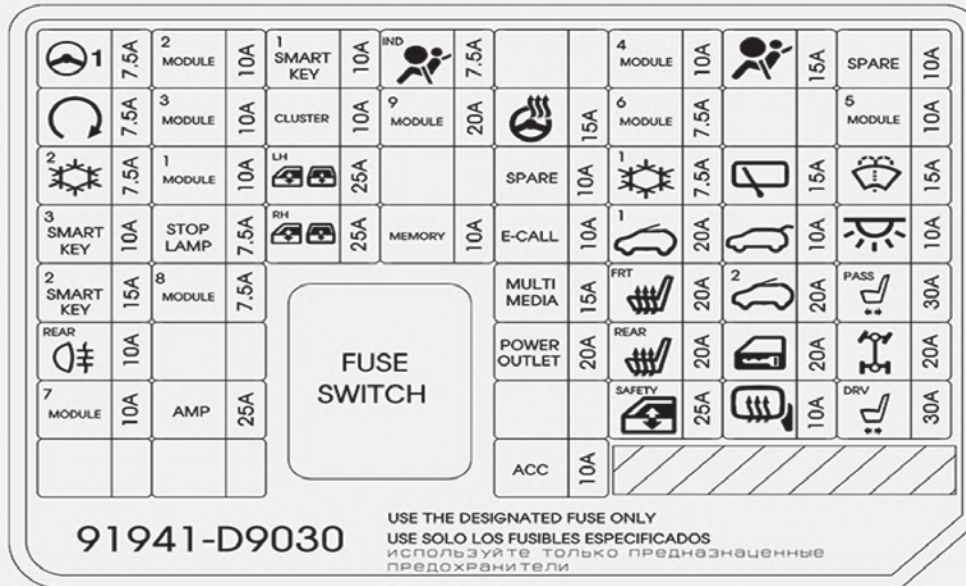 1 7.5A 2 MODULE 10A 1 SMART KEY 10A IND 7.5A 4 MODULE 10A 15A SPARE 10A
7.5A 3 MODULE 10A CLUSTER 10A 9 MODULE 20A 15A 6 MODULE 7.5A 5 MODULE 10A
2 7.5A 1 MODULE 10A LH 25A SPARE 10A 1 7.5A 15A 15A
3 SMART KEY 10A STOP LAMP 7.5A RH 25A MEMORY 10A E-CALL 10A 1 20A 10A 10A
2 SMART KEY 15A 8 MODULE 7.5A MULTI MEDIA 15A FRT 20A 2 20A PASS 30A
REAR 10A POWER OUTLET 20A REAR 20A 20A 20A
7 MODULE 10A AMP 25A SAFETY 25A 10A DRV 30A
FUSE
SWITCH
ACC 10A
91941-D9030
USE THE DESIGNATED FUSE ONLY
USE SOLO LOS FUSIBLES ESPECIFICADOS
используйте только предназнаценные
предохранители